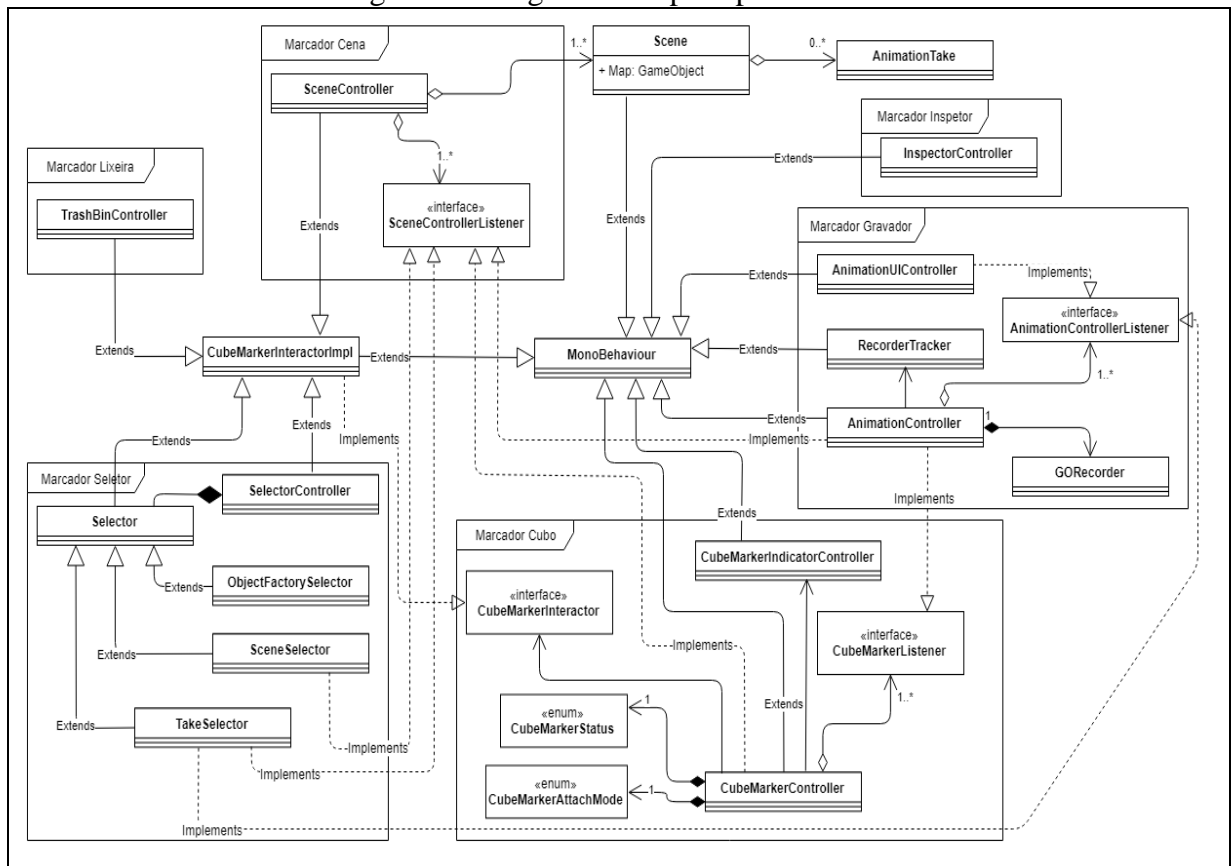 Marcador Cena
SceneController
1..*
Scene
+ Map: GameObject
0..*
AnimationTake
1..*
«interface»
SceneControllerListener
Extends
Extends
Marcador Inspetor
InspectorController
Extends
Marcador Lixeira
TrashBinController
Extends
CubeMarkerInteractorImpl
Extends
MonoBehaviour
Marcador Gravador
AnimationUIController
Extends
Implements
«interface»
AnimationControllerListener
RecorderTracker
Extends
1..*
AnimationController
Extends
Implements
1
GORecorder
Implements
Extends
Extends
Implements
Marcador Seletor
SelectorController
Selector
ObjectFactorySelector
Extends
SceneSelector
Extends
TakeSelector
Extends
Implements
Implements
Implements
Marcador Cubo
Extends
CubeMarkerIndicatorController
«interface»
CubeMarkerInteractor
«interface»
CubeMarkerListener
Implements
Extends
1..*
«enum»
CubeMarkerStatus
1
«enum»
CubeMarkerAttachMode
1
CubeMarkerController